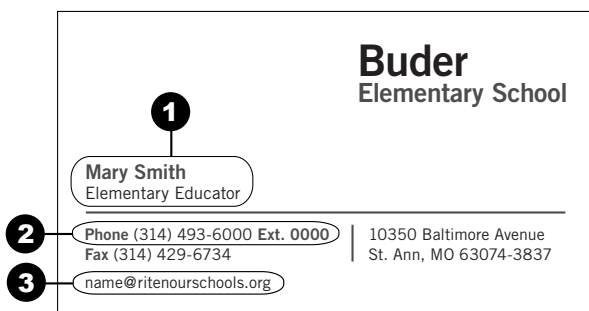 Buder
Elementary School
1
Mary Smith
Elementary Educator
2
Phone (314) 493-6000 Ext. 0000
Fax (314) 429-6734
3
name@ritenourschools.org
10350 Baltimore Avenue
St. Ann, MO 63074-3837